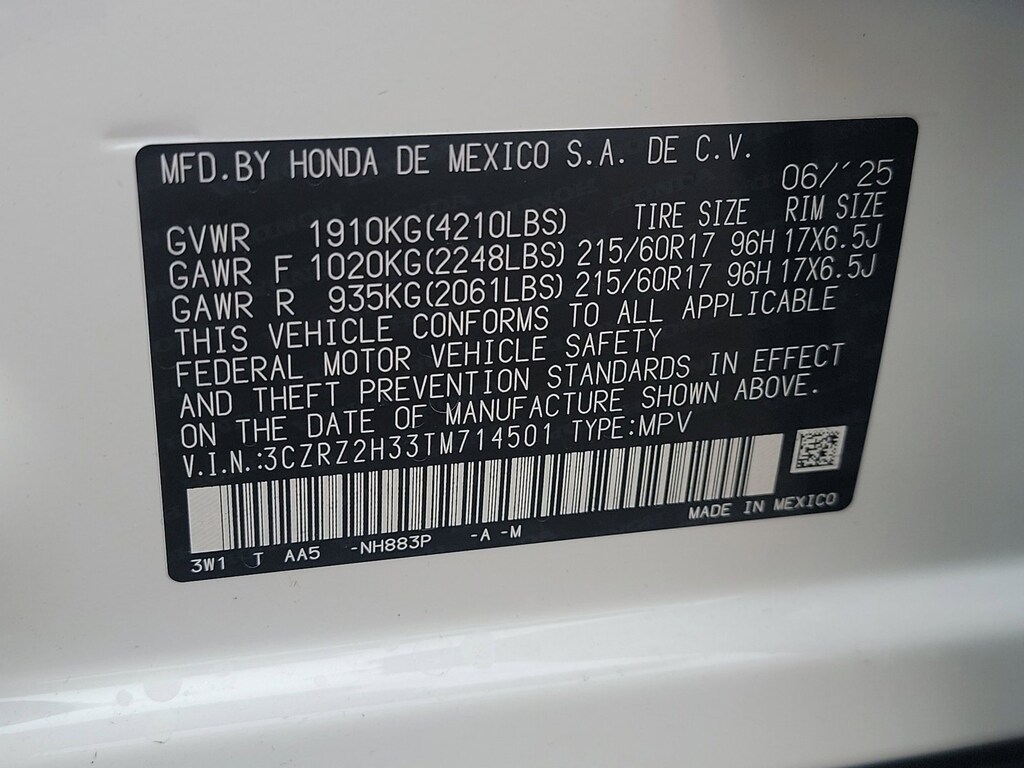 MFD.BY HONDA DE MEXICO S.A. DE C.V.
06/'25
TIRE SIZE RIM SIZE
GVWR 1910KG(4210LBS)
GAWR F 1020KG(2248LBS) 215/60R17 96H 17X6.5J
GAWR R 935KG(2061LBS) 215/60R17 96H 17X6.5J
THIS VEHICLE CONFORMS TO ALL APPLICABLE
FEDERAL MOTOR VEHICLE SAFETY
AND THEFT PREVENTION STANDARDS IN EFFECT
ON THE DATE OF MANUFACTURE SHOWN ABOVE.
V.I.N.:3CZRZ2H33TM714501 TYPE:MPV
MADE IN MEXICO
3W1 T AA5 -NH883P -A -M